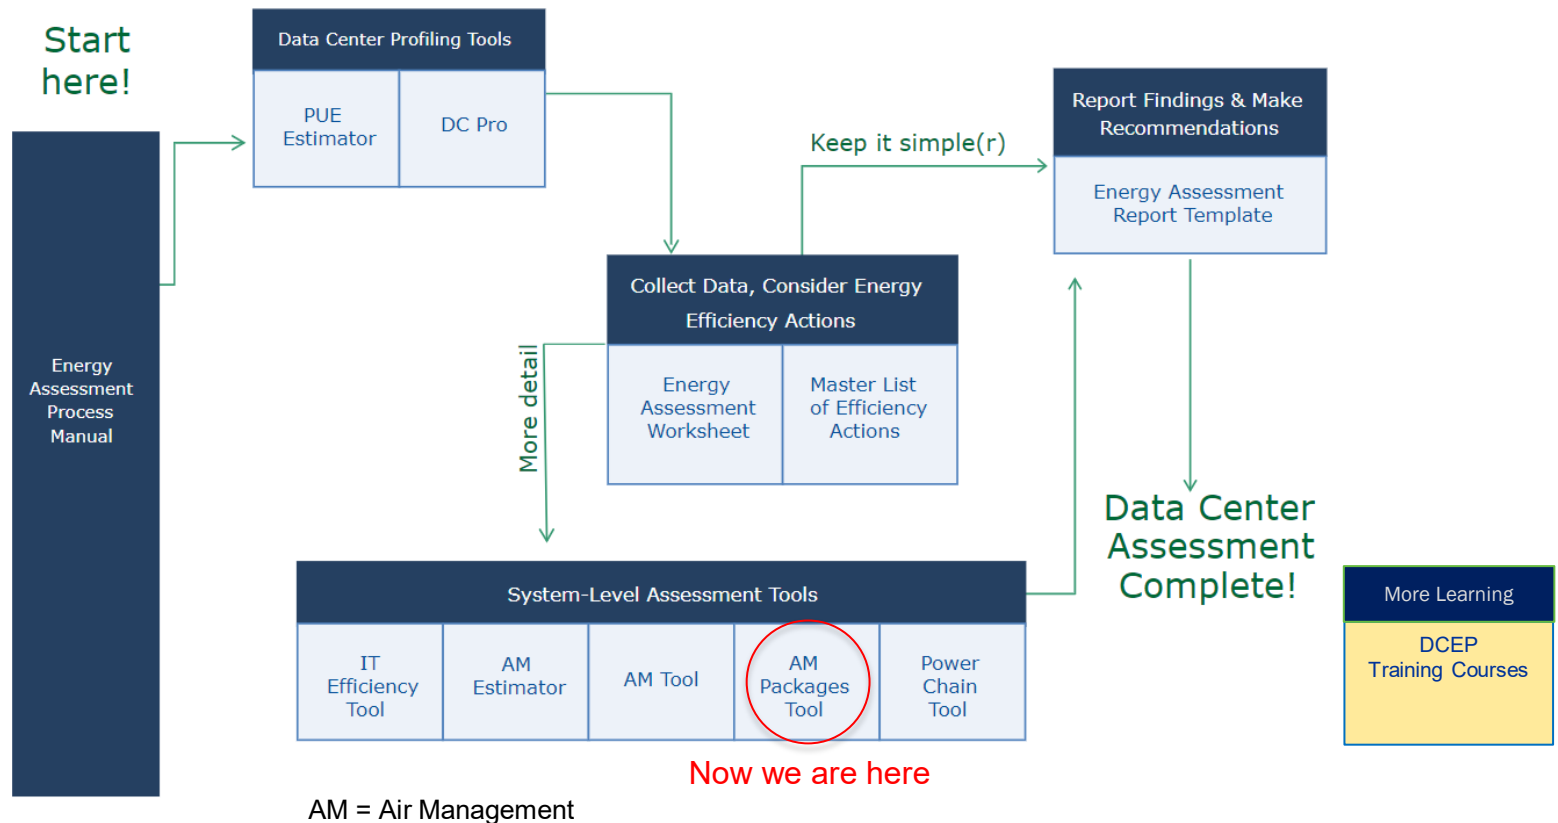 Start
here!
Energy
Assessment
Process
Manual
Data Center Profiling Tools
PUE
Estimator
DC Pro
Collect Data, Consider Energy
Efficiency Actions
Energy
Assessment
Worksheet
Master List
of Efficiency
Actions
Keep it simple(r)
More detail
Report Findings & Make
Recommendations
Energy Assessment
Report Template
Data Center
Assessment
Complete!
System-Level Assessment Tools
IT
Efficiency
Tool
AM
Estimator
AM Tool
AM
Packages
Tool
Power
Chain
Tool
Now we are here
AM = Air Management
More Learning
DCEP
Training Courses